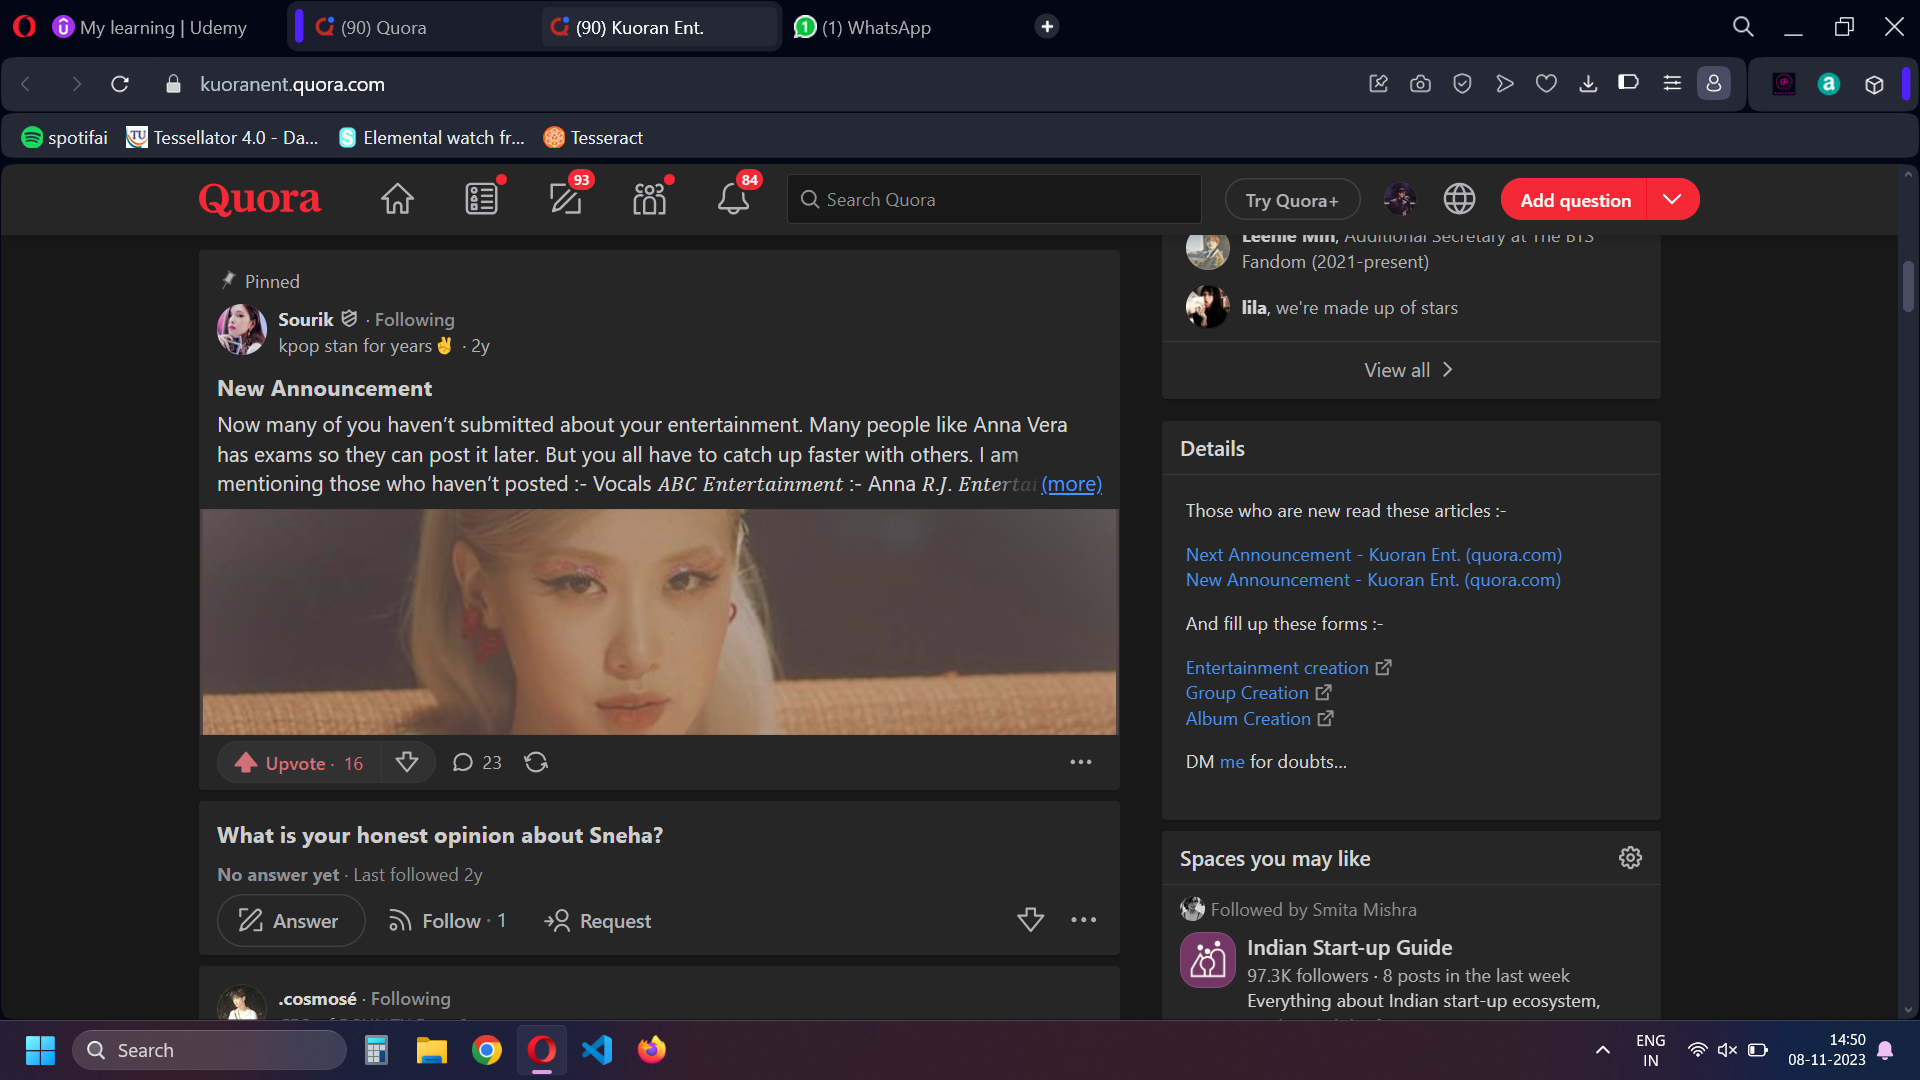 My learning | Udemy
(90) Quora
(90) Kuoran Ent.
1
(1) WhatsApp
kuoranent.quora.com
spotifai
TU
Tessellator 4.0 - Da...
Elemental watch fr...
Tesseract
Quora
93
84
Search Quora
Try Quora+
Add question
Pinned
Sourik · Following
kpop stan for years✌ · 2y
New Announcement
Now many of you haven’t submitted about your entertainment. Many people like Anna Vera
has exams so they can post it later. But you all have to catch up faster with others. I am
mentioning those who haven’t posted :- Vocals 𝐴𝐵𝐶 𝐸𝑛𝑡𝑒𝑟𝑡𝑎𝑖𝑛𝑚𝑒𝑛𝑡 :- Anna 𝑅.𝐽. 𝐸𝑛𝑡𝑒𝑟𝑡𝑎𝑖 (more)
Upvote · 16
23
What is your honest opinion about Sneha?
No answer yet · Last followed 2y
Answer
Follow · 1
Request
.cosmosé · Following
Leenie Min, Additional Secretary at The BTS
Fandom (2021-present)
lila, we're made up of stars
View all
Details
Those who are new read these articles :-
Next Announcement - Kuoran Ent. (quora.com)
New Announcement - Kuoran Ent. (quora.com)
And fill up these forms :-
Entertainment creation
Group Creation
Album Creation
DM me for doubts...
Spaces you may like
Followed by Smita Mishra
Indian Start-up Guide
97.3K followers · 8 posts in the last week
Everything about Indian start-up ecosystem,
Search
ENG
IN
14:50
08-11-2023